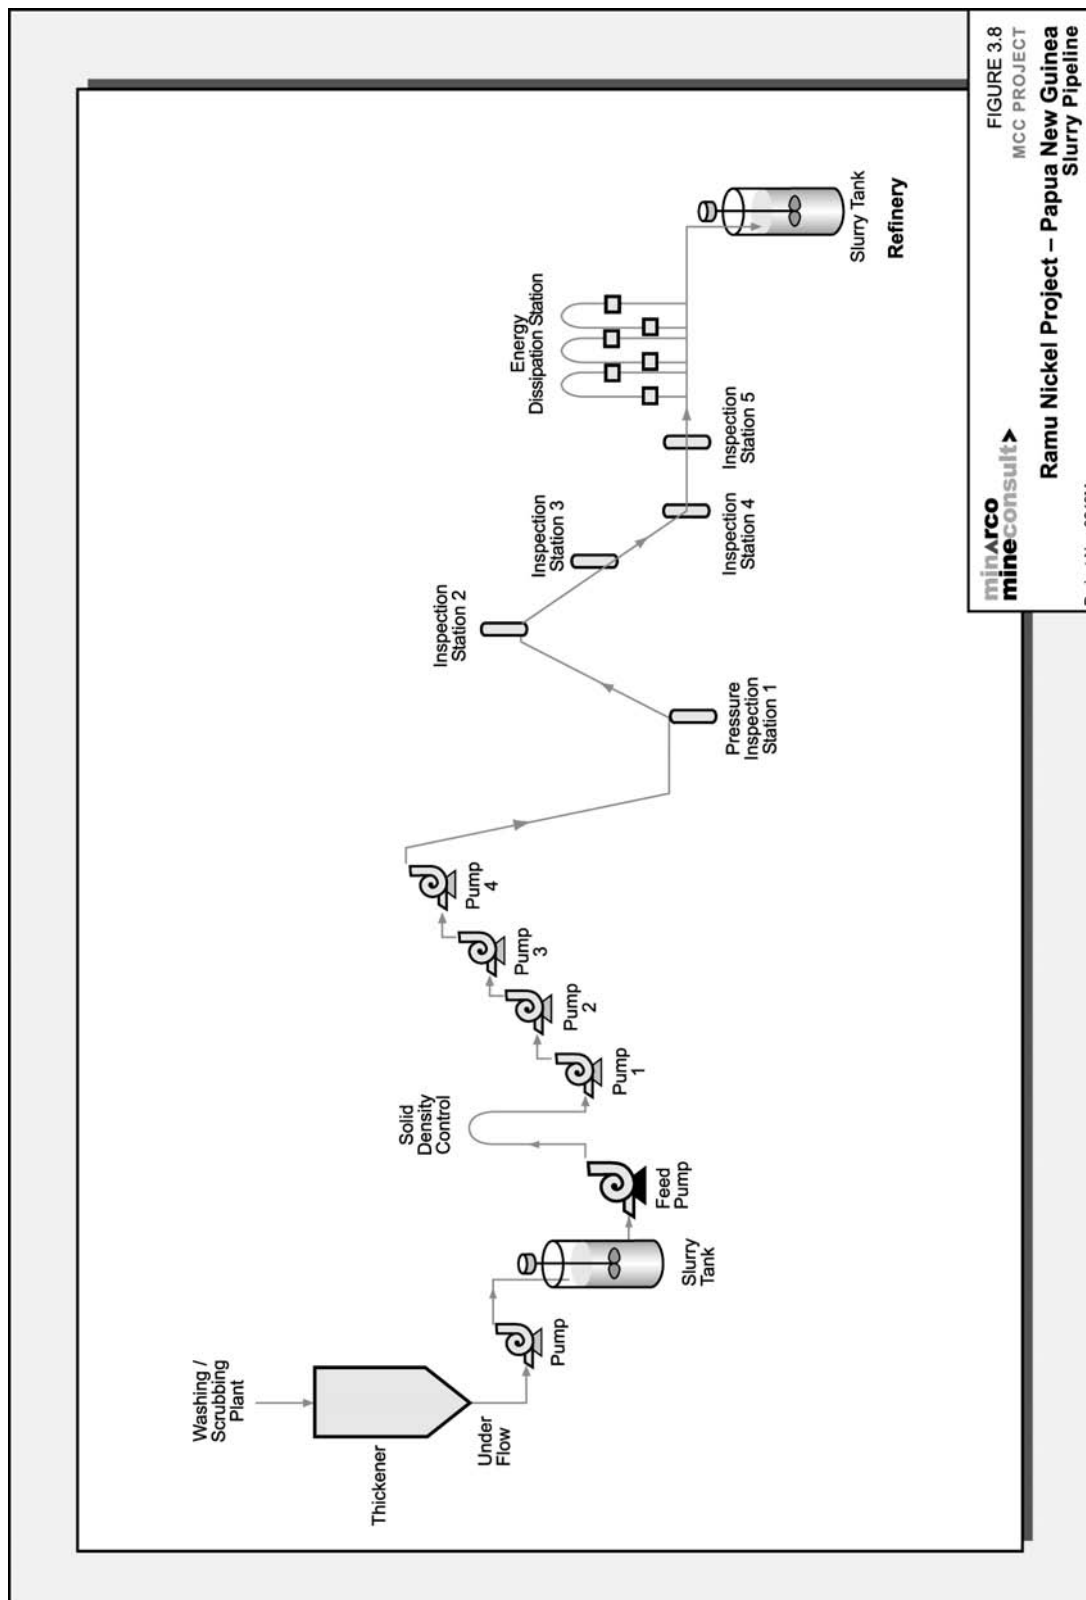 Washing /
Scrubbing
Plant
Thickener
Under
Flow
Pump
Slurry
Tank
Feed
Pump
Solid
Density
Control
Pump
1
Pump
2
Pump
3
Pump
4
Pressure
Inspection
Station 1
Inspection
Station 2
Inspection
Station 3
Inspection
Station 4
Inspection
Station 5
Energy
Dissipation Station
Slurry Tank
Refinery
minarco
mineconsult>
FIGURE 3.8
MCC PROJECT
Ramu Nickel Project – Papua New Guinea
Slurry Pipeline